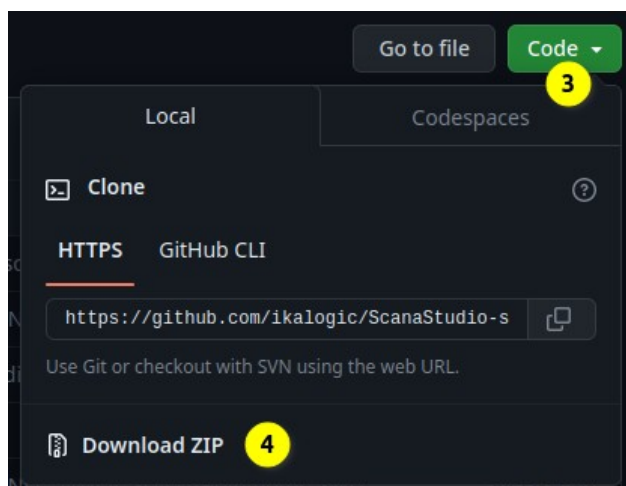 Go to file Code
3
Local Codespaces
Clone
HTTPS GitHub CLI
https://github.com/ikalogic/ScanaStudio-s
Use Git or checkout with SVN using the web URL.
Download ZIP 4